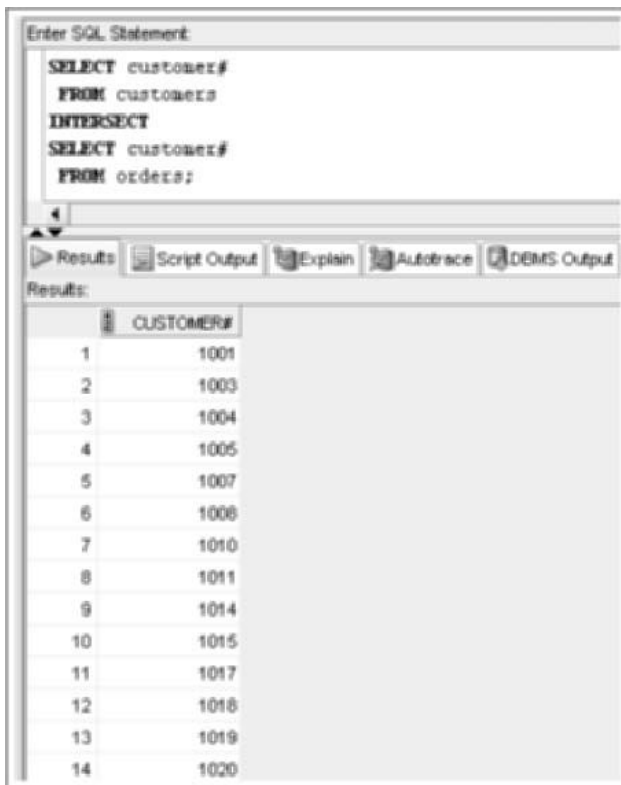 Enter SQL Statement:
SELECT customer#
FROM customers
INTERSECT
SELECT customer#
FROM orders;
Results Script Output Explain Autotrace DBMS Output
Results:
CUSTOMER#
1 1001
2 1003
3 1004
4 1005
5 1007
6 1008
7 1010
8 1011
9 1014
10 1015
11 1017
12 1018
13 1019
14 1020